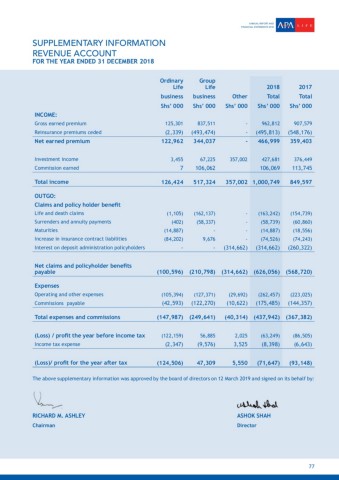 APA LIFE
SUPPLEMENTARY INFORMATION
REVENUE ACCOUNT
FOR THE YEAR ENDED 31 DECEMBER 2018
Ordinary Life business Group Life business Other 2018 Total 2017 Total
Shs' 000 Shs' 000 Shs' 000 Shs' 000 Shs' 000
INCOME:
Gross earned premium 125,301 837,511 - 962,812 907,579
Reinsurance premiums ceded (2,339) (493,474) - (495,813) (548,176)
Net earned premium 122,962 344,037 - 466,999 359,403
Investment income 3,455 67,225 357,002 427,681 376,449
Commission earned 7 106,062 106,069 113,745
Total income 126,424 517,324 357,002 1,000,749 849,597
OUTGO:
Claims and policy holder benefit
Life and death claims (1,105) (162,137) - (163,242) (154,739)
Surrenders and annuity payments (402) (58,337) - (58,739) (60,860)
Maturities (14,887) - - (14,887) (18,556)
Increase in insurance contract liabilities (84,202) 9,676 - (74,526) (74,243)
Interest on deposit administration policyholders - - (314,662) (314,662) (260,322)
Net claims and policyholder benefits
payable (100,596) (210,798) (314,662) (626,056) (568,720)
Expenses
Operating and other expenses (105,394) (127,371) (29,692) (262,457) (223,025)
Commissions payable (42,593) (122,270) (10,622) (175,485) (144,357)
Total expenses and commissions (147,987) (249,641) (40,314) (437,942) (367,382)
(Loss) / profit the year before income tax (122,159) 56,885 2,025 (63,249) (86,505)
Income tax expense (2,347) (9,576) 3,525 (8,398) (6,643)
(Loss)/ profit for the year after tax (124,506) 47,309 5,550 (71,647) (93,148)
The above supplementary information was approved by the board of directors on 12 March 2019 and signed on its behalf by:
RICHARD M. ASHLEY ASHOK SHAH
Chairman Director
77